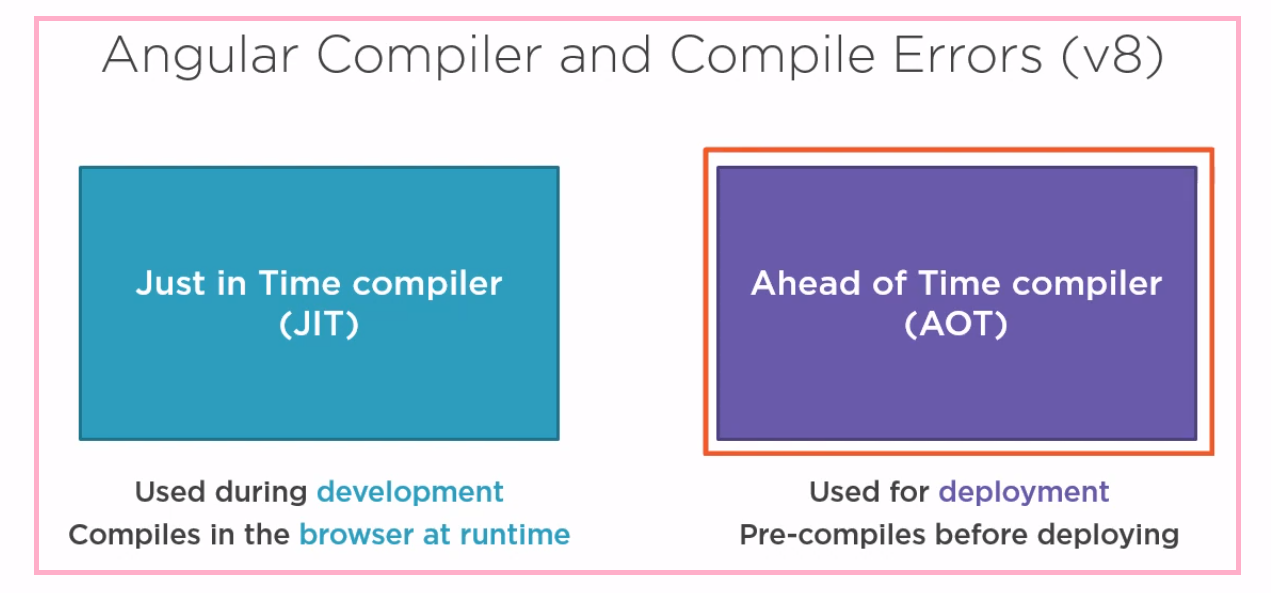 Angular Compiler and Compile Errors (v8)
Just in Time compiler
(JIT)
Used during development
Compiles in the browser at runtime
Ahead of Time compiler
(AOT)
Used for deployment
Pre-compiles before deploying